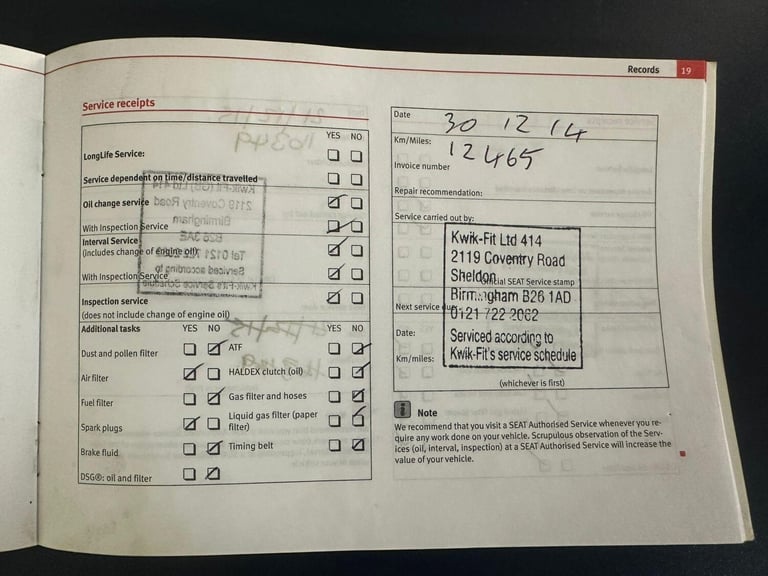 Records 19
Service receipts
YES NO
LongLife Service:
Service dependent on time/distance travelled
Oil change service
With Inspection Service
Interval Service
(includes change of engine oil)
With Inspection Service
Inspection service
(does not include change of engine oil)
Additional tasks YES NO YES NO
Dust and pollen filter ATF
Air filter HALDEX clutch (oil)
Fuel filter Gas filter and hoses
Spark plugs Liquid gas filter (paper
filter)
Brake fluid Timing belt
DSG®: oil and filter
Date 30 12 14
Km/Miles: 12465
Invoice number
Repair recommendation:
Service carried out by:
Kwik-Fit Ltd 414
2119 Coventry Road
Sheldon
Official SEAT Service stamp
Birmingham B26 1AD
Next service due
0121 722 2062
Date: Serviced according to
Km/miles: Kwik-Fit's service schedule
(whichever is first)
i Note
We recommend that you visit a SEAT Authorised Service whenever you re-
quire any work done on your vehicle. Scrupulous observation of the Serv-
ices (oil, interval, inspection) at a SEAT Authorised Service will increase the
value of your vehicle.